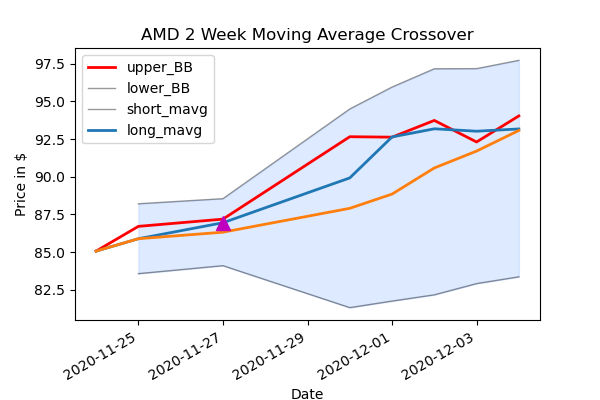 AMD 2 Week Moving Average Crossover
upper_BB
lower_BB
short_mavg
long_mavg
97.5
95.0
92.5
90.0
87.5
85.0
82.5
Price in $
2020-11-25
2020-11-27
2020-11-29
2020-12-01
2020-12-03
Date